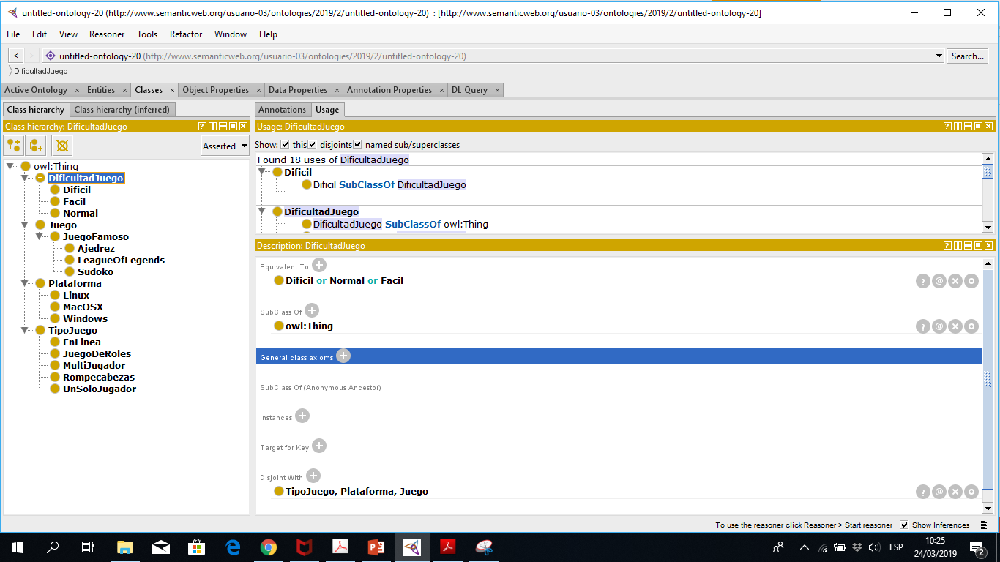 untitled-ontology-20 (http://www.semanticweb.org/usuario-03/ontologies/2019/2/untitled-ontology-20) : [http://www.semanticweb.org/usuario-03/ontologies/2019/2/untitled-ontology-20]
File Edit View Reasoner Tools Refactor Window Help
< > untitled-ontology-20 (http://www.semanticweb.org/usuario-03/ontologies/2019/2/untitled-ontology-20) Search...
DificultadJuego
Active Ontology × Entities × Classes × Object Properties × Data Properties × Annotation Properties × DL Query ×
Class hierarchy Class hierarchy (inferred)
Class hierarchy: DificultadJuego
Asserted
owl:Thing
DificultadJuego
Dificil
Facil
Normal
Juego
JuegoFamoso
Ajedrez
LeagueOfLegends
Sudoko
Plataforma
Linux
MacOSX
Windows
TipoJuego
EnLinea
JuegoDeRoles
MultiJugador
Rompecabezas
UnSoloJugador
Annotations Usage
Usage: DificultadJuego
Show: this disjoints named sub/superclasses
Found 18 uses of DificultadJuego
Dificil
Dificil SubClassOf DificultadJuego
DificultadJuego
DificultadJuego SubClassOf owl:Thing
Description: DificultadJuego
Equivalent To
Dificil or Normal or Facil
SubClass Of
owl:Thing
General class axioms
SubClass Of (Anonymous Ancestor)
Instances
Target for Key
Disjoint With
TipoJuego, Plataforma, Juego
To use the reasoner click Reasoner > Start reasoner Show Inferences
ESP
10:25
24/03/2019
2